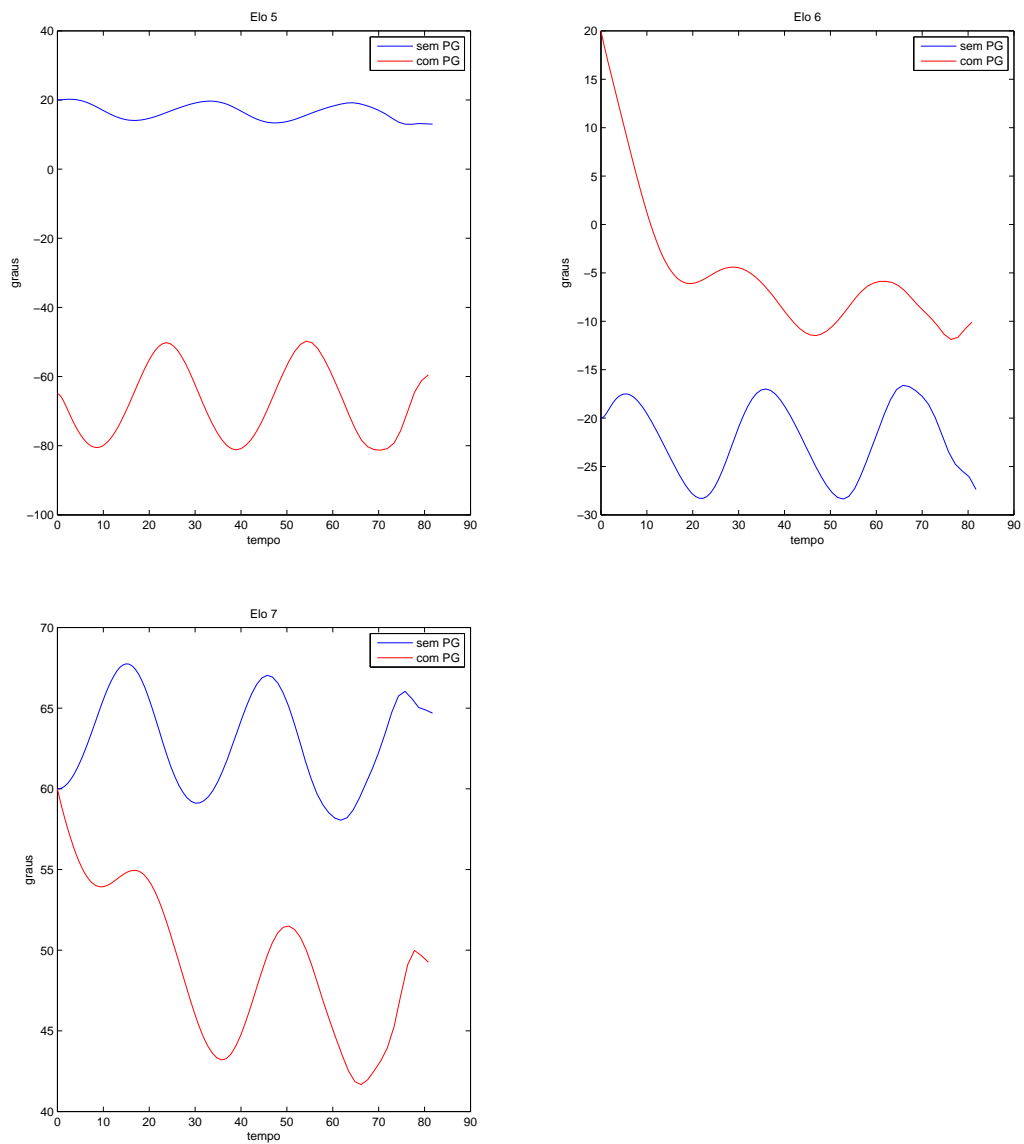 Elo 5
40
20
0
−20
−40
−60
−80
−100
graus
0 10 20 30 40 50 60 70 80 90
tempo
sem PG
com PG
Elo 6
20
15
10
5
0
−5
−10
−15
−20
−25
−30
graus
0 10 20 30 40 50 60 70 80 90
tempo
sem PG
com PG
Elo 7
70
65
60
55
50
45
40
graus
0 10 20 30 40 50 60 70 80 90
tempo
sem PG
com PG